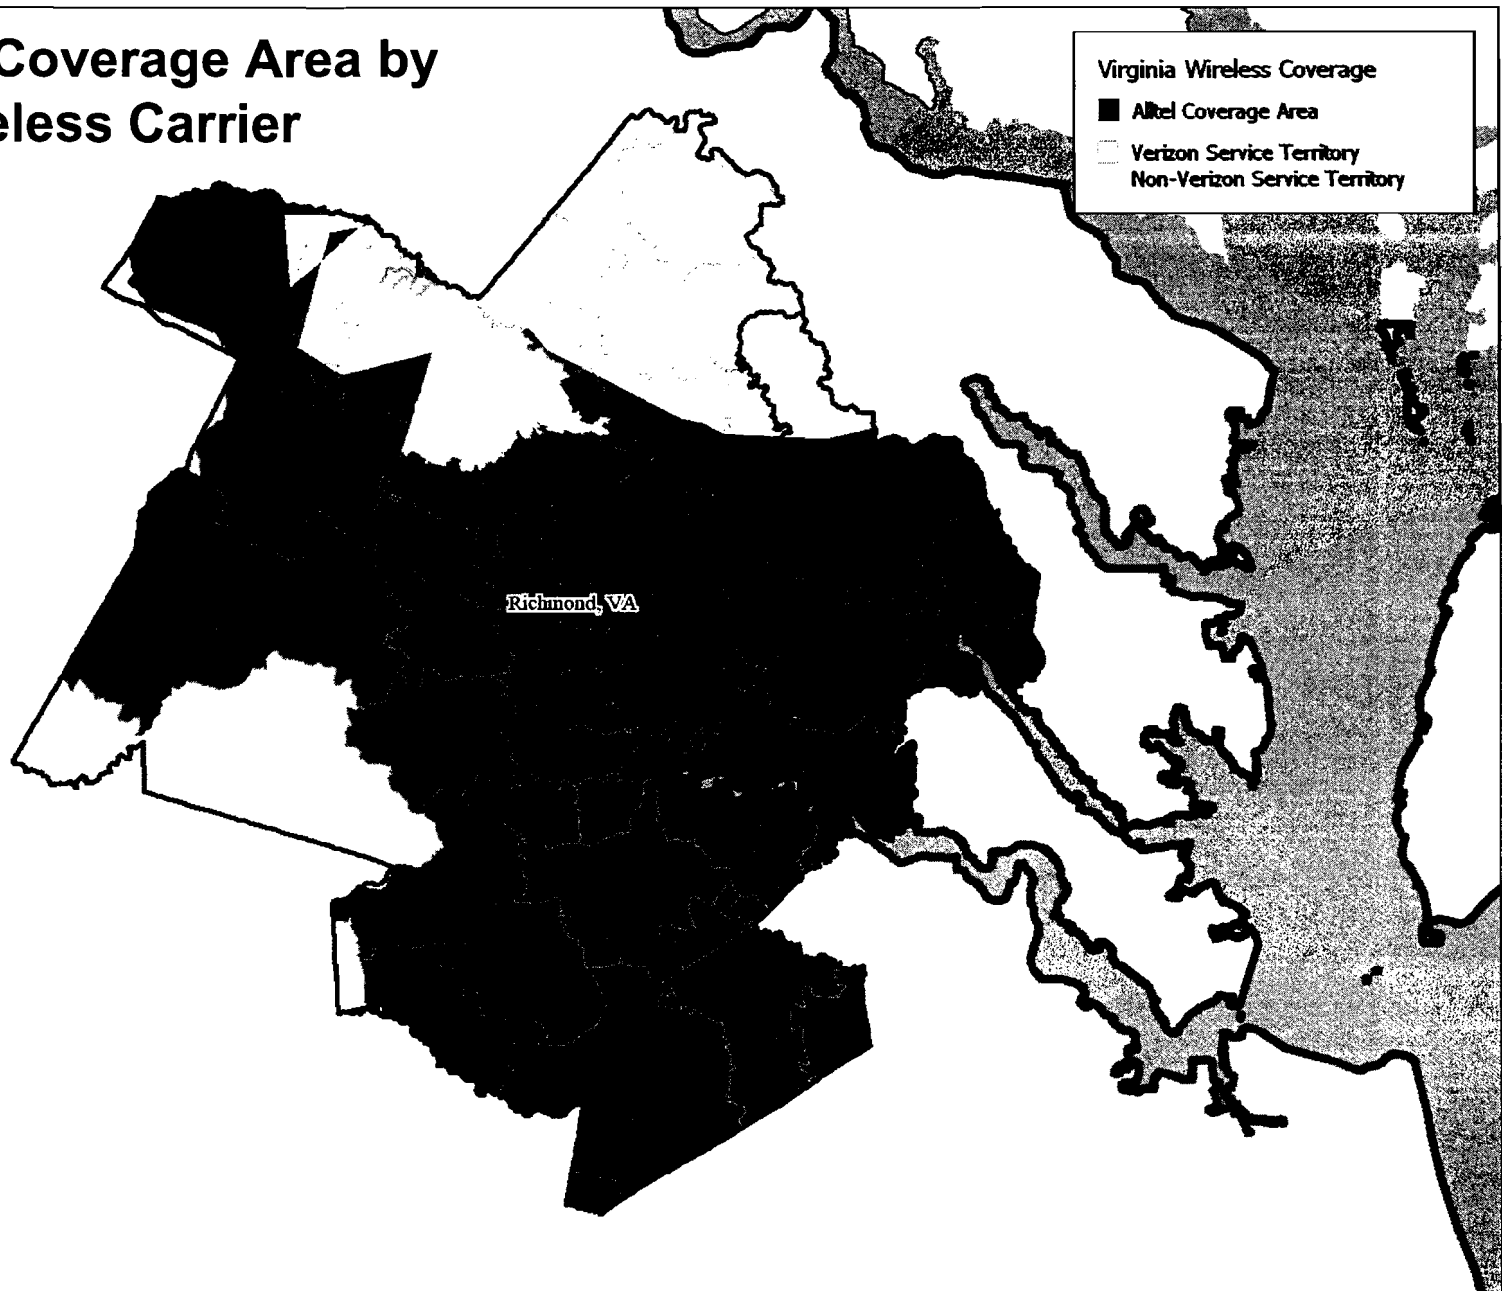 Coverage Area by
eless Carrier
Virginia Wireless Coverage
Alltel Coverage Area
Verizon Service Territory
Non-Verizon Service Territory
Richmond, VA